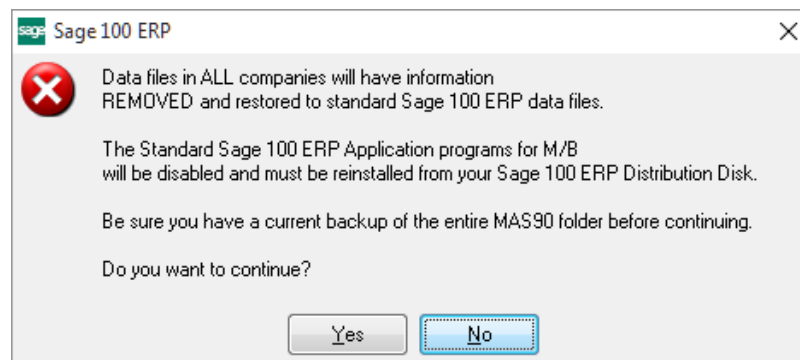 sage Sage 100 ERP
Data files in ALL companies will have information
REMOVED and restored to standard Sage 100 ERP data files.
The Standard Sage 100 ERP Application programs for M/B
will be disabled and must be reinstalled from your Sage 100 ERP Distribution Disk.
Be sure you have a current backup of the entire MAS90 folder before continuing.
Do you want to continue?
Yes No